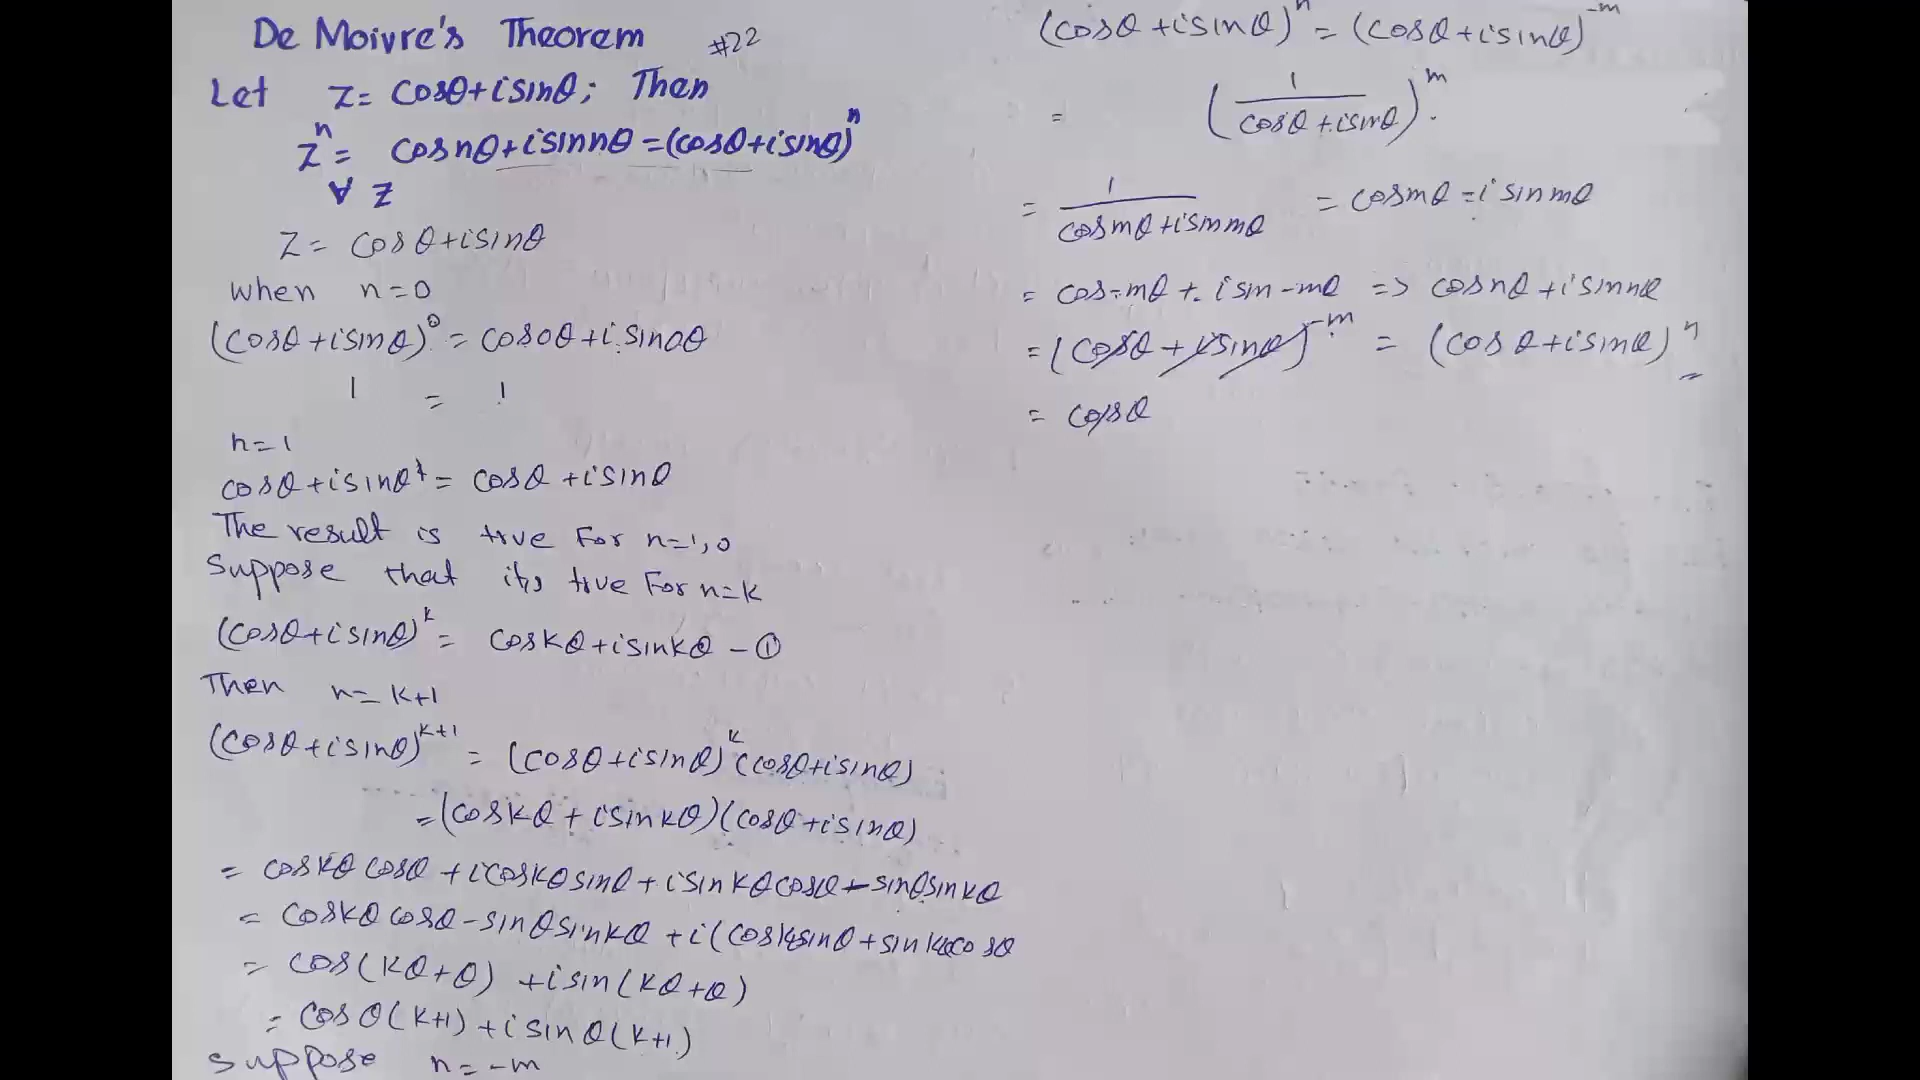 De Moivre's Theorem #22
Let z = cosθ+isinθ; Then
zⁿ = cosnθ+isinnθ = (cosθ+isinθ)ⁿ
∀ z
z = cosθ+isinθ
when n=0
(cosθ+isinθ)⁰ = cos0θ+i.sin0θ
1 = 1
n=1
cosθ+isinθ¹ = cosθ+isinθ
The result is true For n=1,0
Suppose that it,s true For n=k
(cosθ+isinθ)ᵏ = coskθ+isinkθ - ①
Then n=k+1
(cosθ+isinθ)ᵏ⁺¹ = (cosθ+isinθ)ᵏ(cosθ+isinθ)
= (coskθ+isinkθ)(cosθ+isinθ)
= coskθcosθ+icoskθsinθ+isinkθcosθ-sinθsinkθ
= coskθcosθ-sinθsinkθ+i(coskθsinθ+sinkθcosθ
= cos(kθ+θ)+isin(kθ+θ)
= cosθ(k+1)+isinθ(k+1)
Suppose n=-m
(cosθ+isinθ)ⁿ = (cosθ+isinθ)⁻ᵐ
= (1/(cosθ+isinθ))ᵐ.
= 1/(cosmθ+isinmθ) = cosmθ-isinmθ
= cos-mθ+.isin-mθ => cosnθ+isinnθ
= (cosθ+isinθ)⁻ᵐ = (cosθ+isinθ)ⁿ
= cosθ